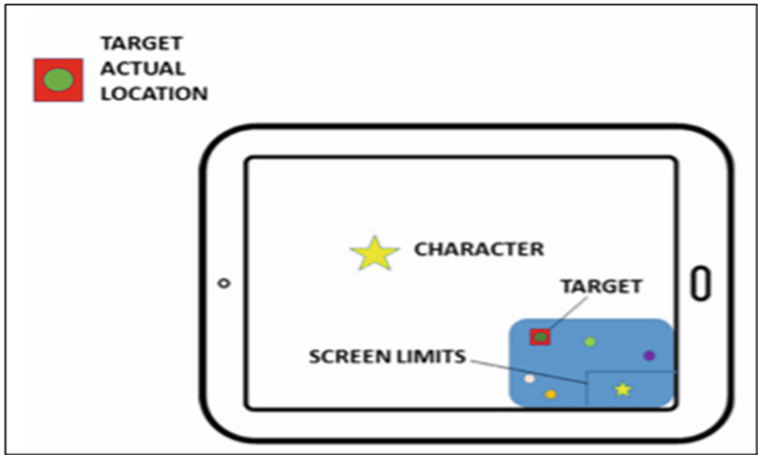 TARGET
ACTUAL
LOCATION
CHARACTER
TARGET
SCREEN LIMITS